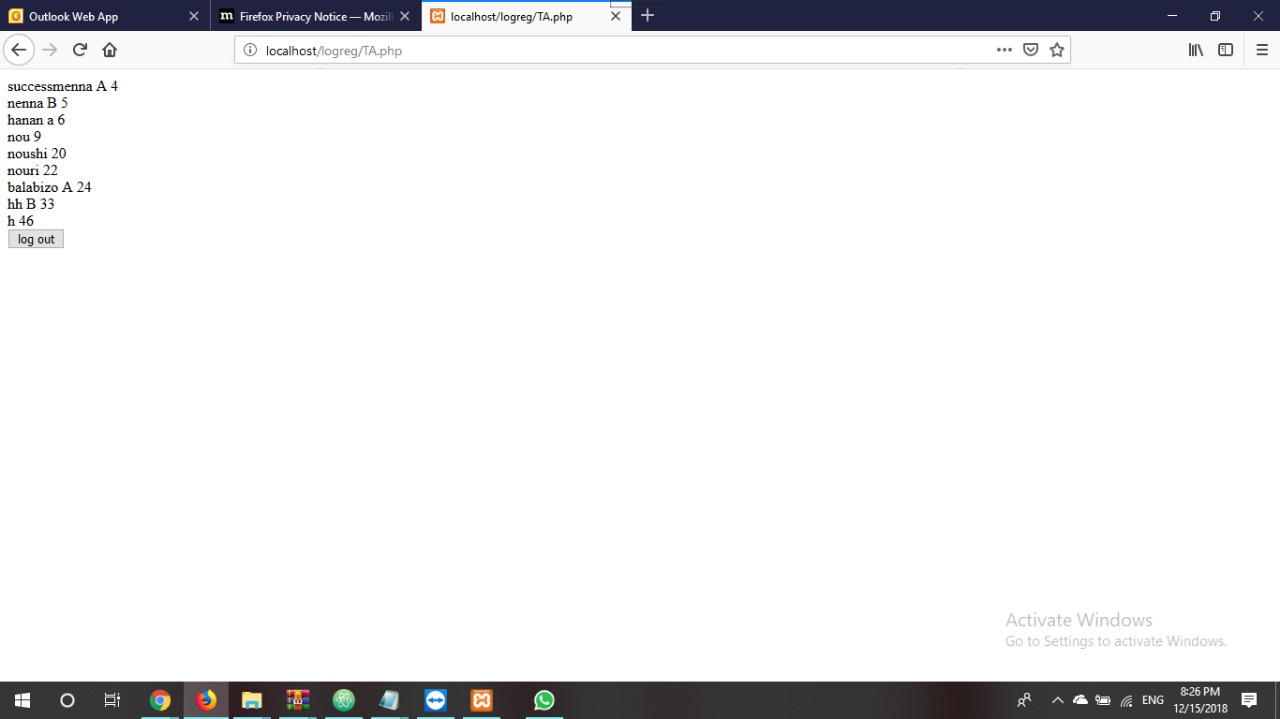 Outlook Web App
Firefox Privacy Notice — Mozil
localhost/logreg/TA.php
localhost/logreg/TA.php
successmenna A 4
nenna B 5
hanan a 6
nou 9
noushi 20
nouri 22
balabizo A 24
hh B 33
h 46
log out
Activate Windows
Go to Settings to activate Windows.
ENG
8:26 PM
12/15/2018